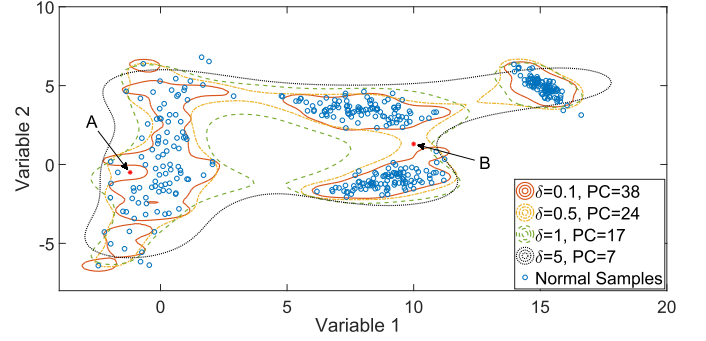 10
5
0
-5
Variable 2
A
B
δ=0.1, PC=38
δ=0.5, PC=24
δ=1, PC=17
δ=5, PC=7
Normal Samples
0 5 10 15 20
Variable 1